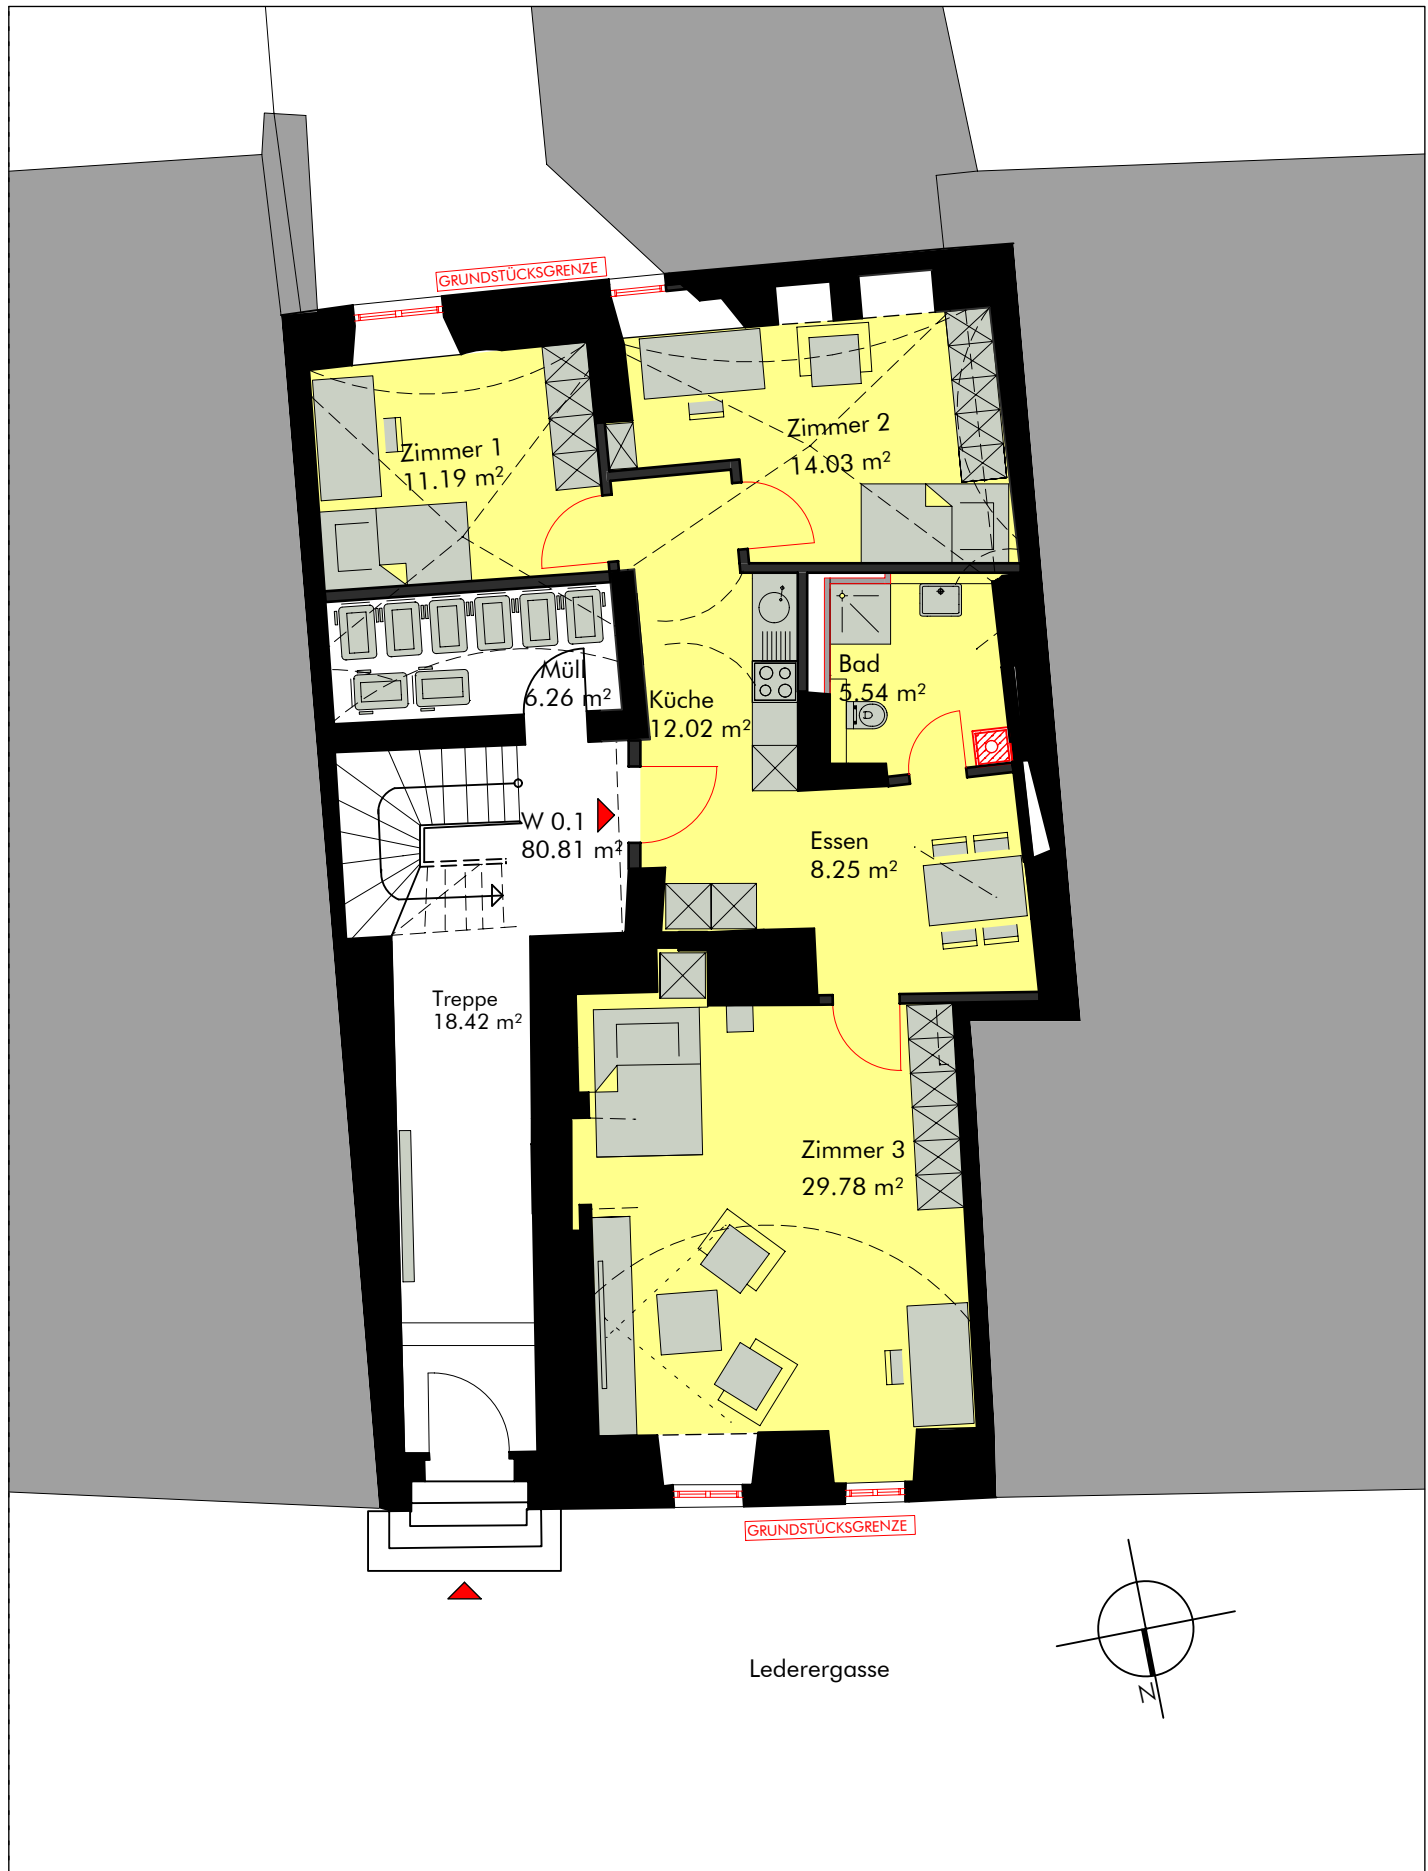 GRUNDSTÜCKSGRENZE
Zimmer 1
11.19 m²
Zimmer 2
14.03 m²
Müll
6.26 m²
Küche
12.02 m²
Bad
5.54 m²
W 0.1
80.81 m²
Essen
8.25 m²
Treppe
18.42 m²
Zimmer 3
29.78 m²
GRUNDSTÜCKSGRENZE
Lederergasse
N